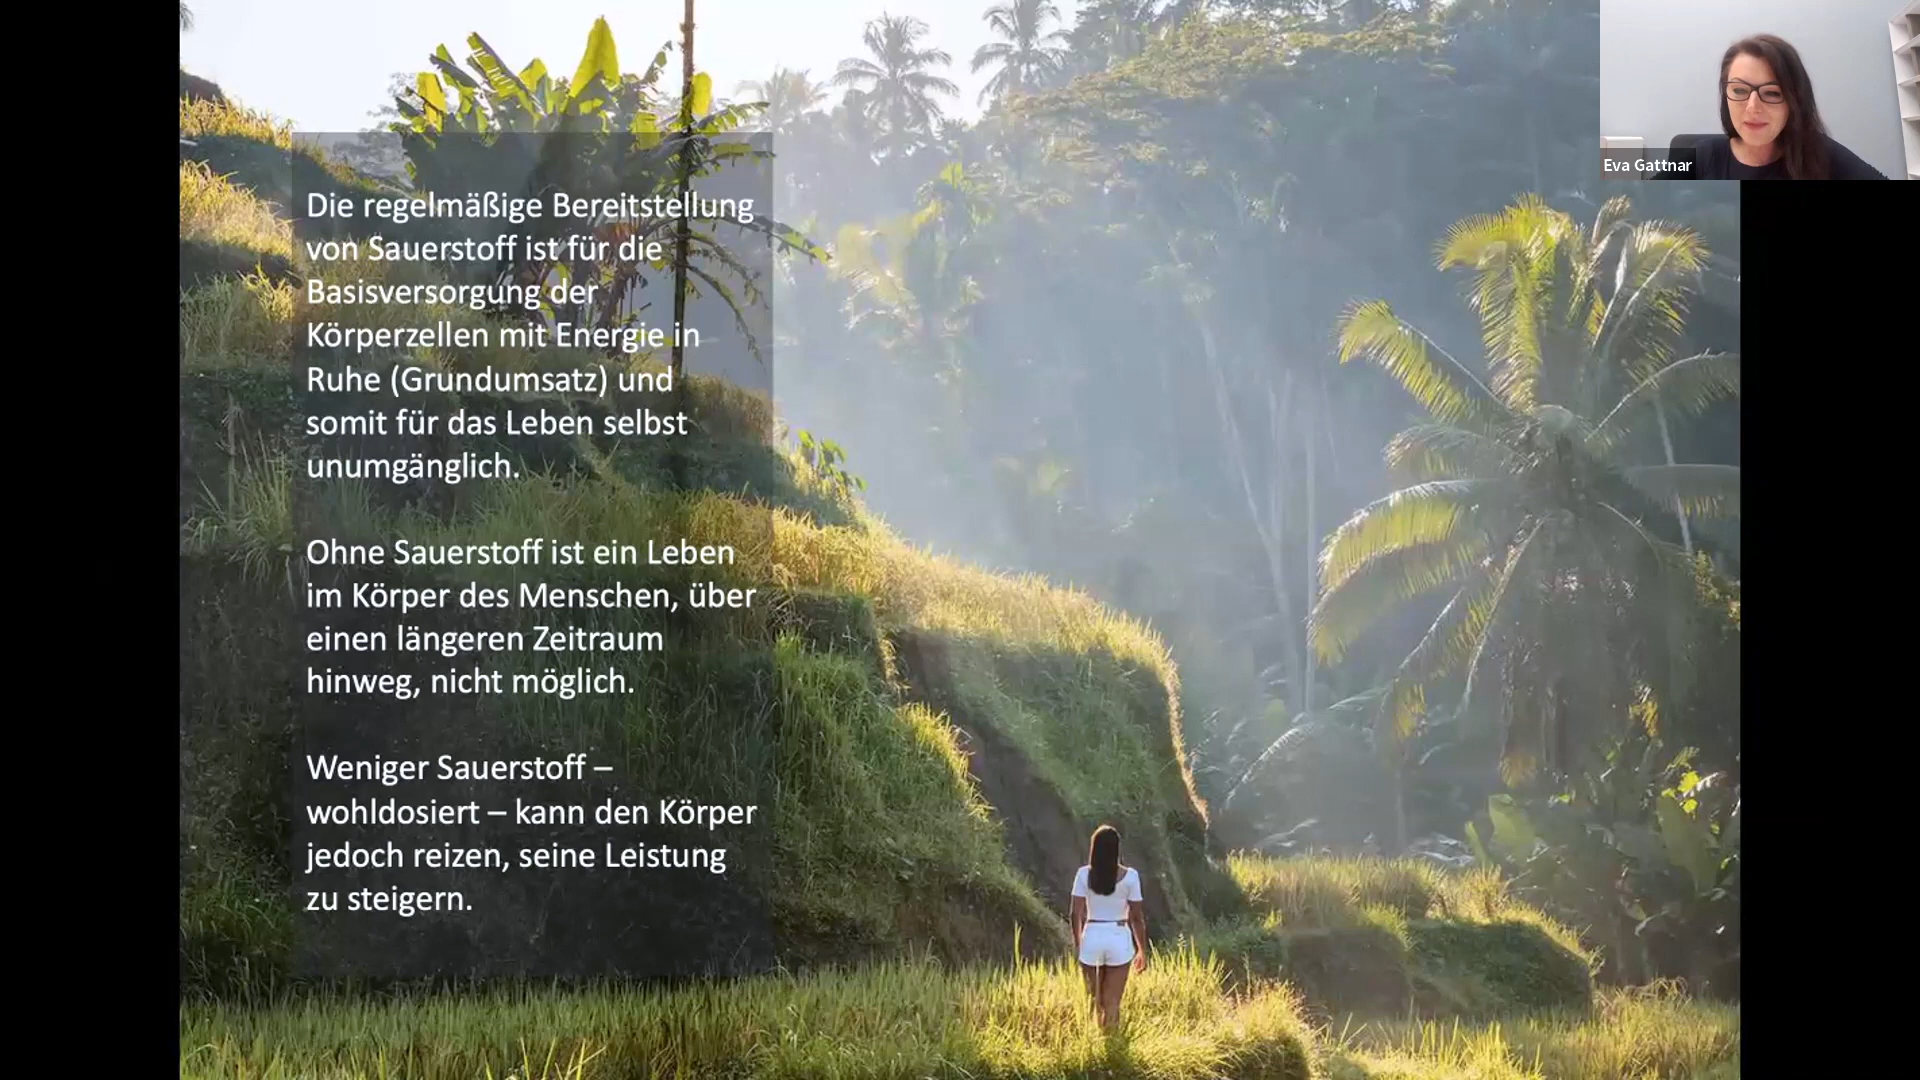 Die regelmäßige Bereitstellung
von Sauerstoff ist für die
Basisversorgung der
Körperzellen mit Energie in
Ruhe (Grundumsatz) und
somit für das Leben selbst
unumgänglich.
Ohne Sauerstoff ist ein Leben
im Körper des Menschen, über
einen längeren Zeitraum
hinweg, nicht möglich.
Weniger Sauerstoff –
wohldosiert – kann den Körper
jedoch reizen, seine Leistung
zu steigern.
Eva Gattnar